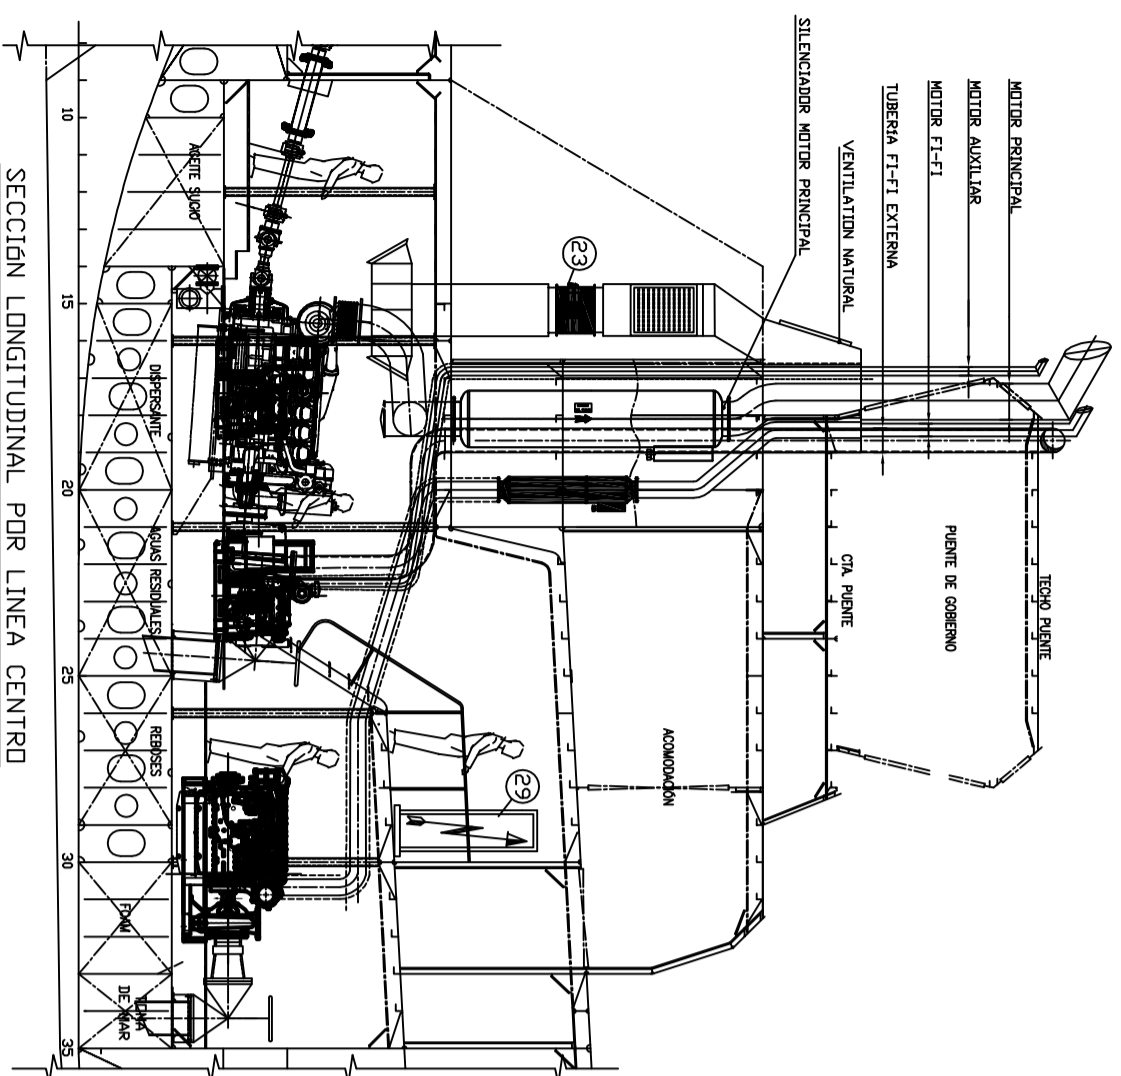 MOTOR PRINCIPAL
MOTOR AUXILIAR
MOTOR FI-FI
TUBERÍA FI-FI EXTERNA
VENTILATION NATURAL
SILENCIADOR MOTOR PRINCIPAL
23
TECHO PUENTE
PUENTE DE GOBIERNO
CTA. PUENTE
ACOMODACIÓN
29
ACEITE SUCIO
DISPERSANTE
AGUAS RESIDUALES
REBOSES
FOAM
TOMA
DE MAR
10
15
20
25
30
35
SECCIÓN LONGITUDINAL POR LINEA CENTRO